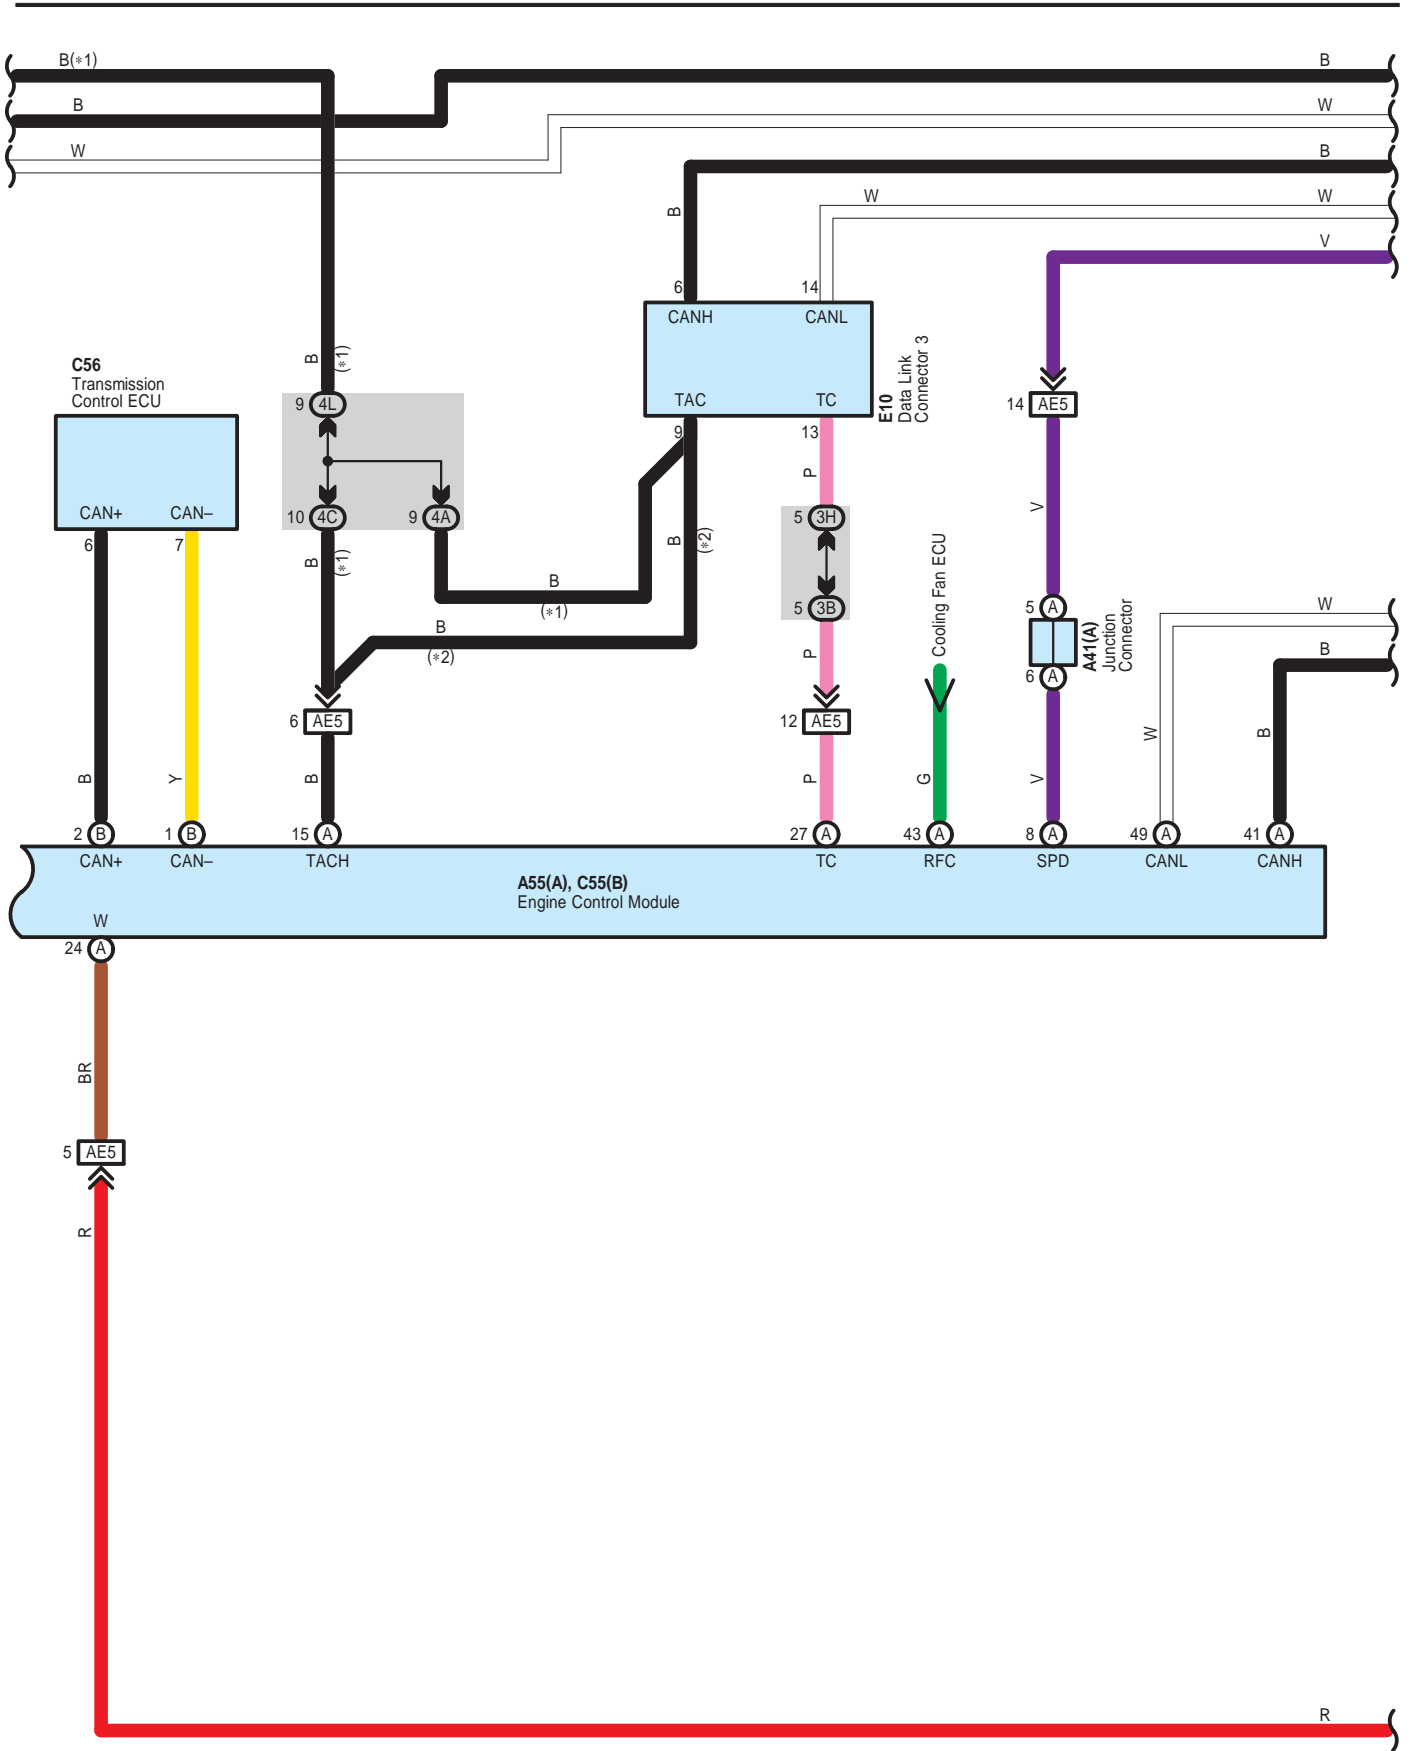 B(∗1)
B
B
W
W
B
B
W
W
V
6
14
CANH
CANL
E10
Data Link
Connector 3
TAC
TC
9
13
B
(∗1)
C56
Transmission
Control ECU
CAN+
CAN–
6
7
9 4L
10 4C
9 4A
B
(∗1)
B
(∗1)
B
(∗2)
B
(∗2)
P
5 3H
5 3B
P
14 AE5
V
Cooling Fan ECU
5 A
A41(A)
Junction
Connector
6 A
W
B
6 AE5
12 AE5
B
Y
B
P
G
V
W
B
2 B
1 B
15 A
27 A
43 A
8 A
49 A
41 A
CAN+
CAN–
TACH
TC
RFC
SPD
CANL
CANH
A55(A), C55(B)
Engine Control Module
W
24 A
BR
5 AE5
R
R